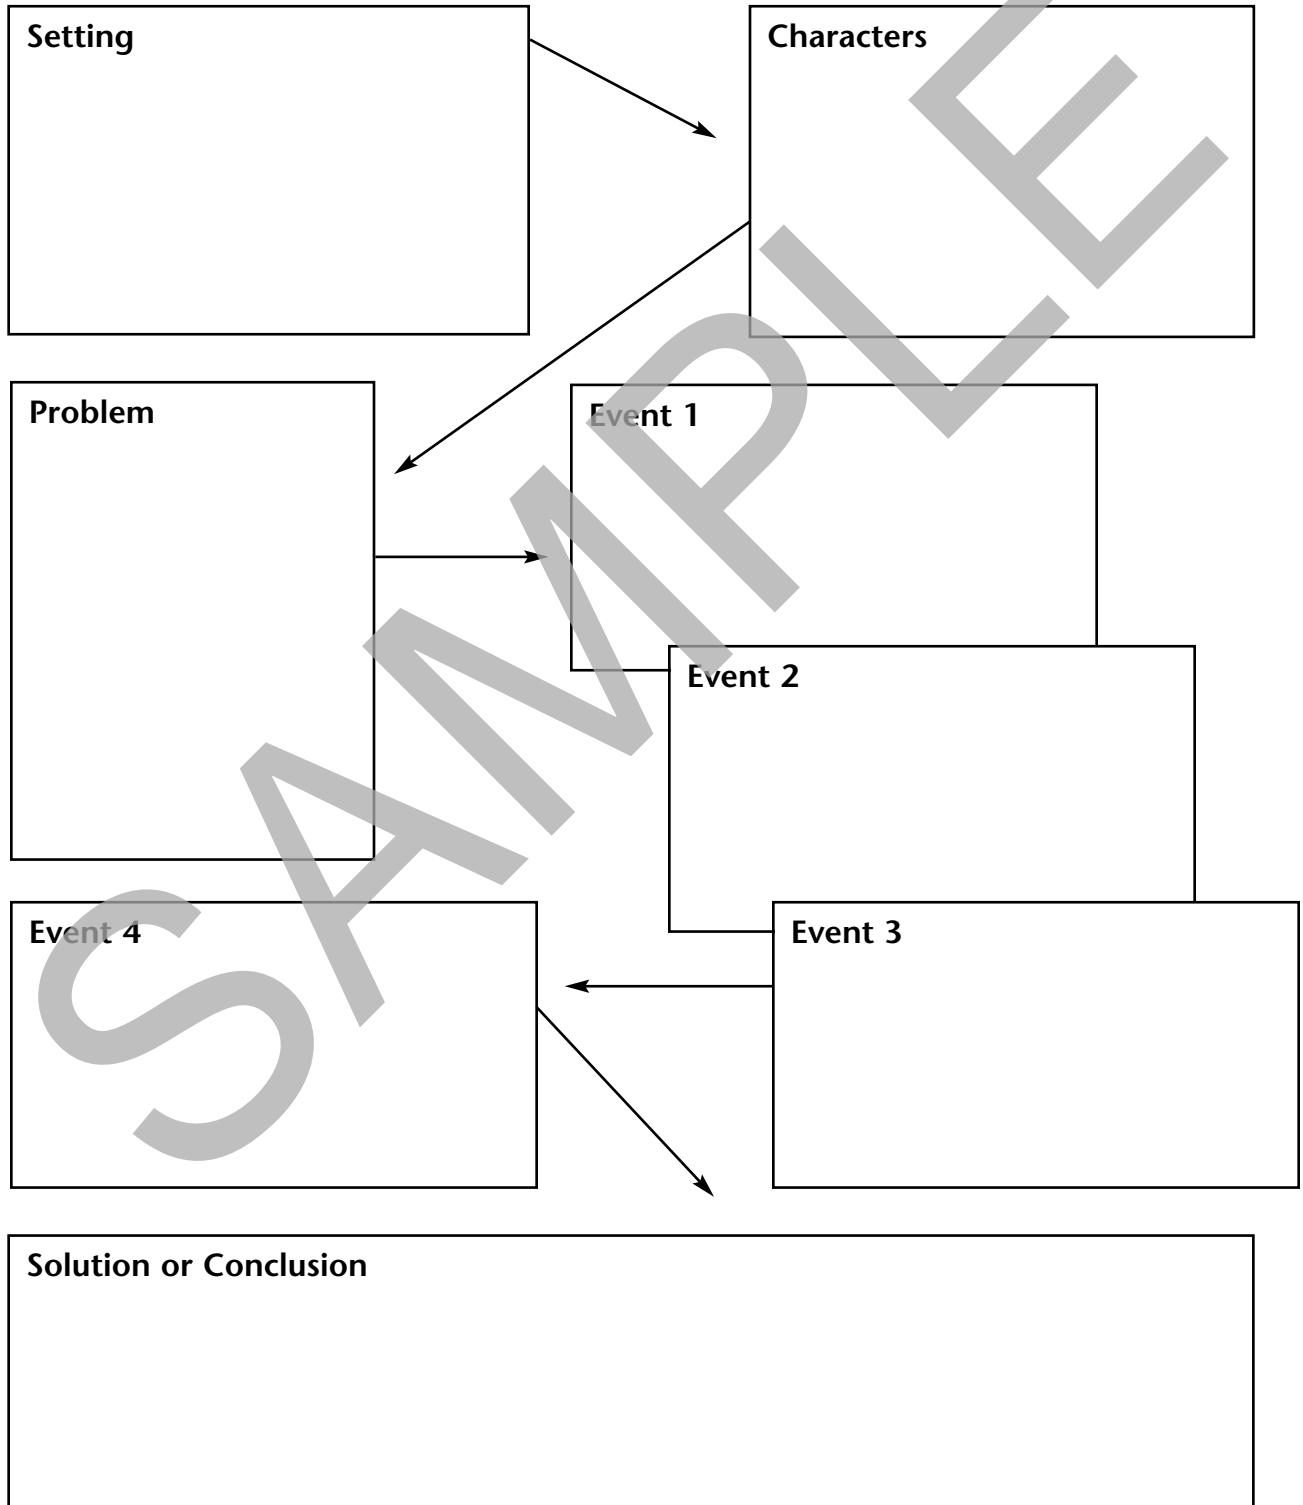 Setting
Characters
Problem
Event 1
Event 2
Event 4
Event 3
Solution or Conclusion
SAMPLE